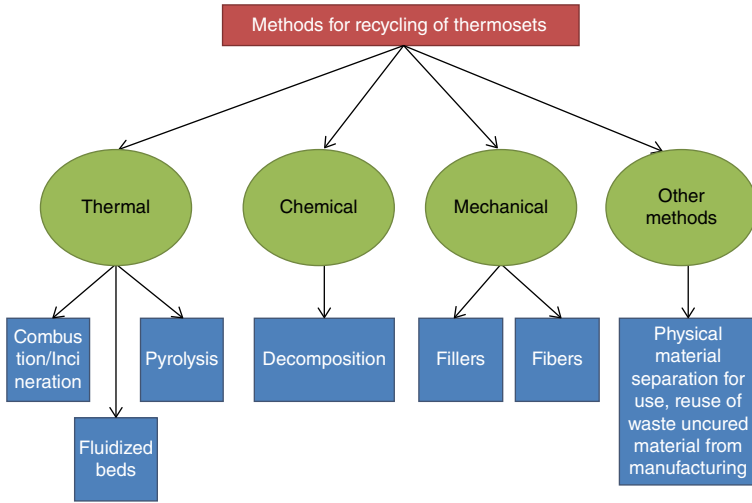 Methods for recycling of thermosets
Thermal
Chemical
Mechanical
Other
methods
Combus
tion/Inci
neration
Pyrolysis
Decomposition
Fillers
Fibers
Physical
material
separation for
use, reuse of
waste uncured
material from
manufacturing
Fluidized
beds